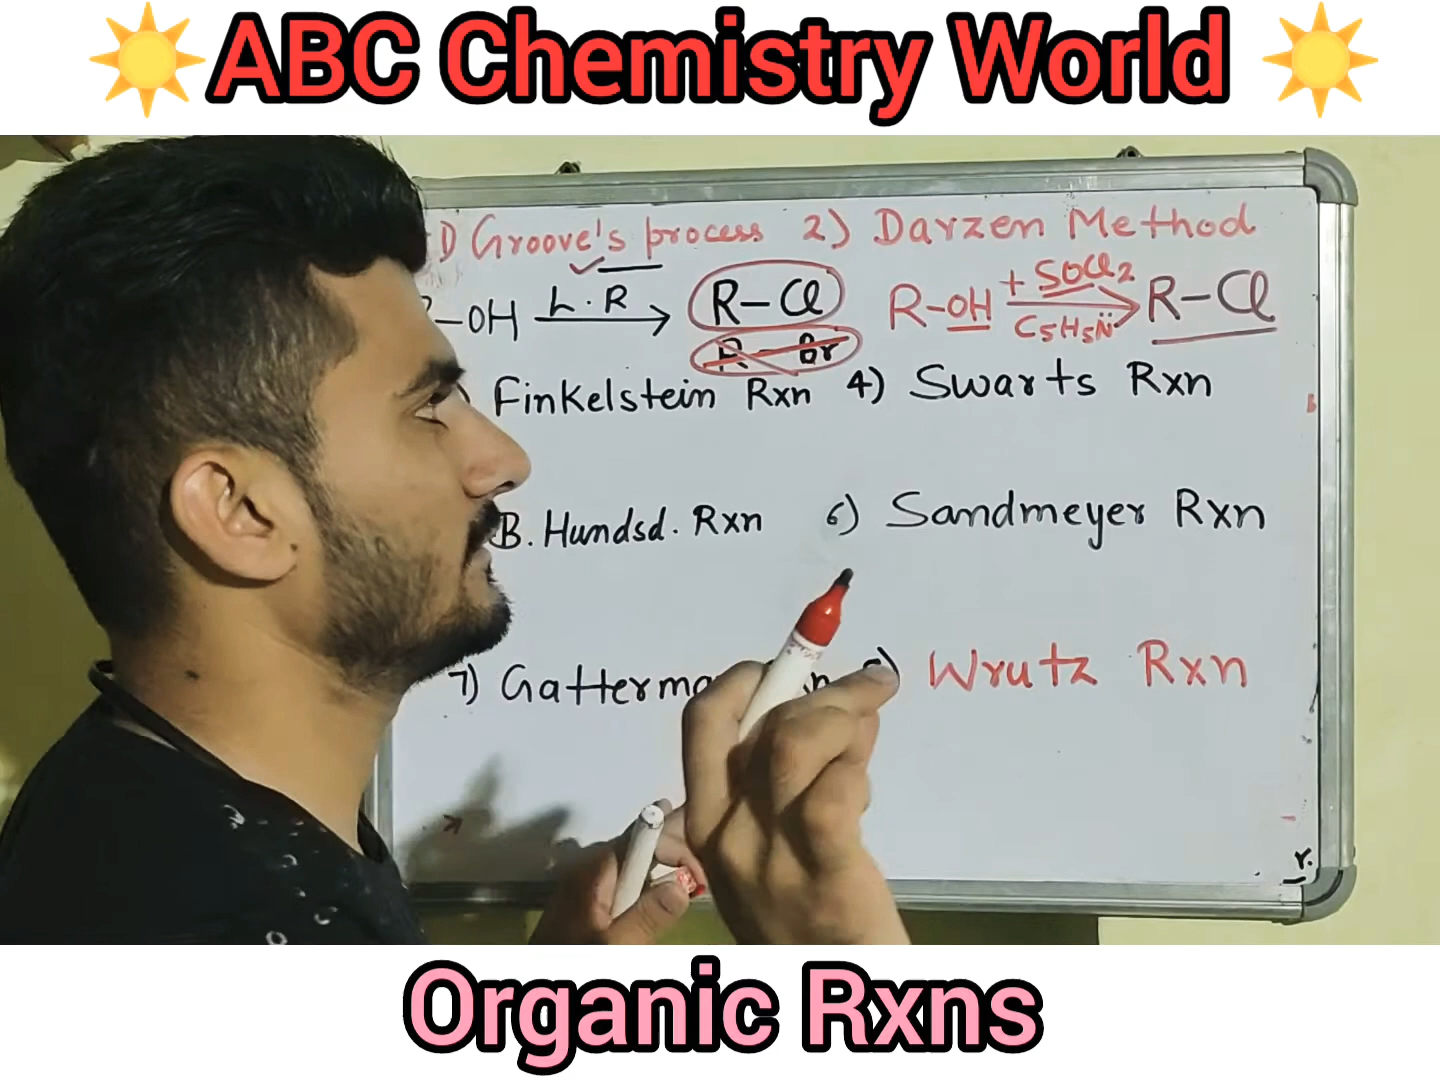 ABC Chemistry World
Groove's process 2) Darzen Method
-OH L.R R-Cl R-OH + SOCl2 C5H5N R-Cl
R-Br
Finkelstein Rxn 4) Swarts Rxn
B. Hundsd. Rxn 6) Sandmeyer Rxn
7) Gatterma ) Wrutz Rxn
Organic Rxns